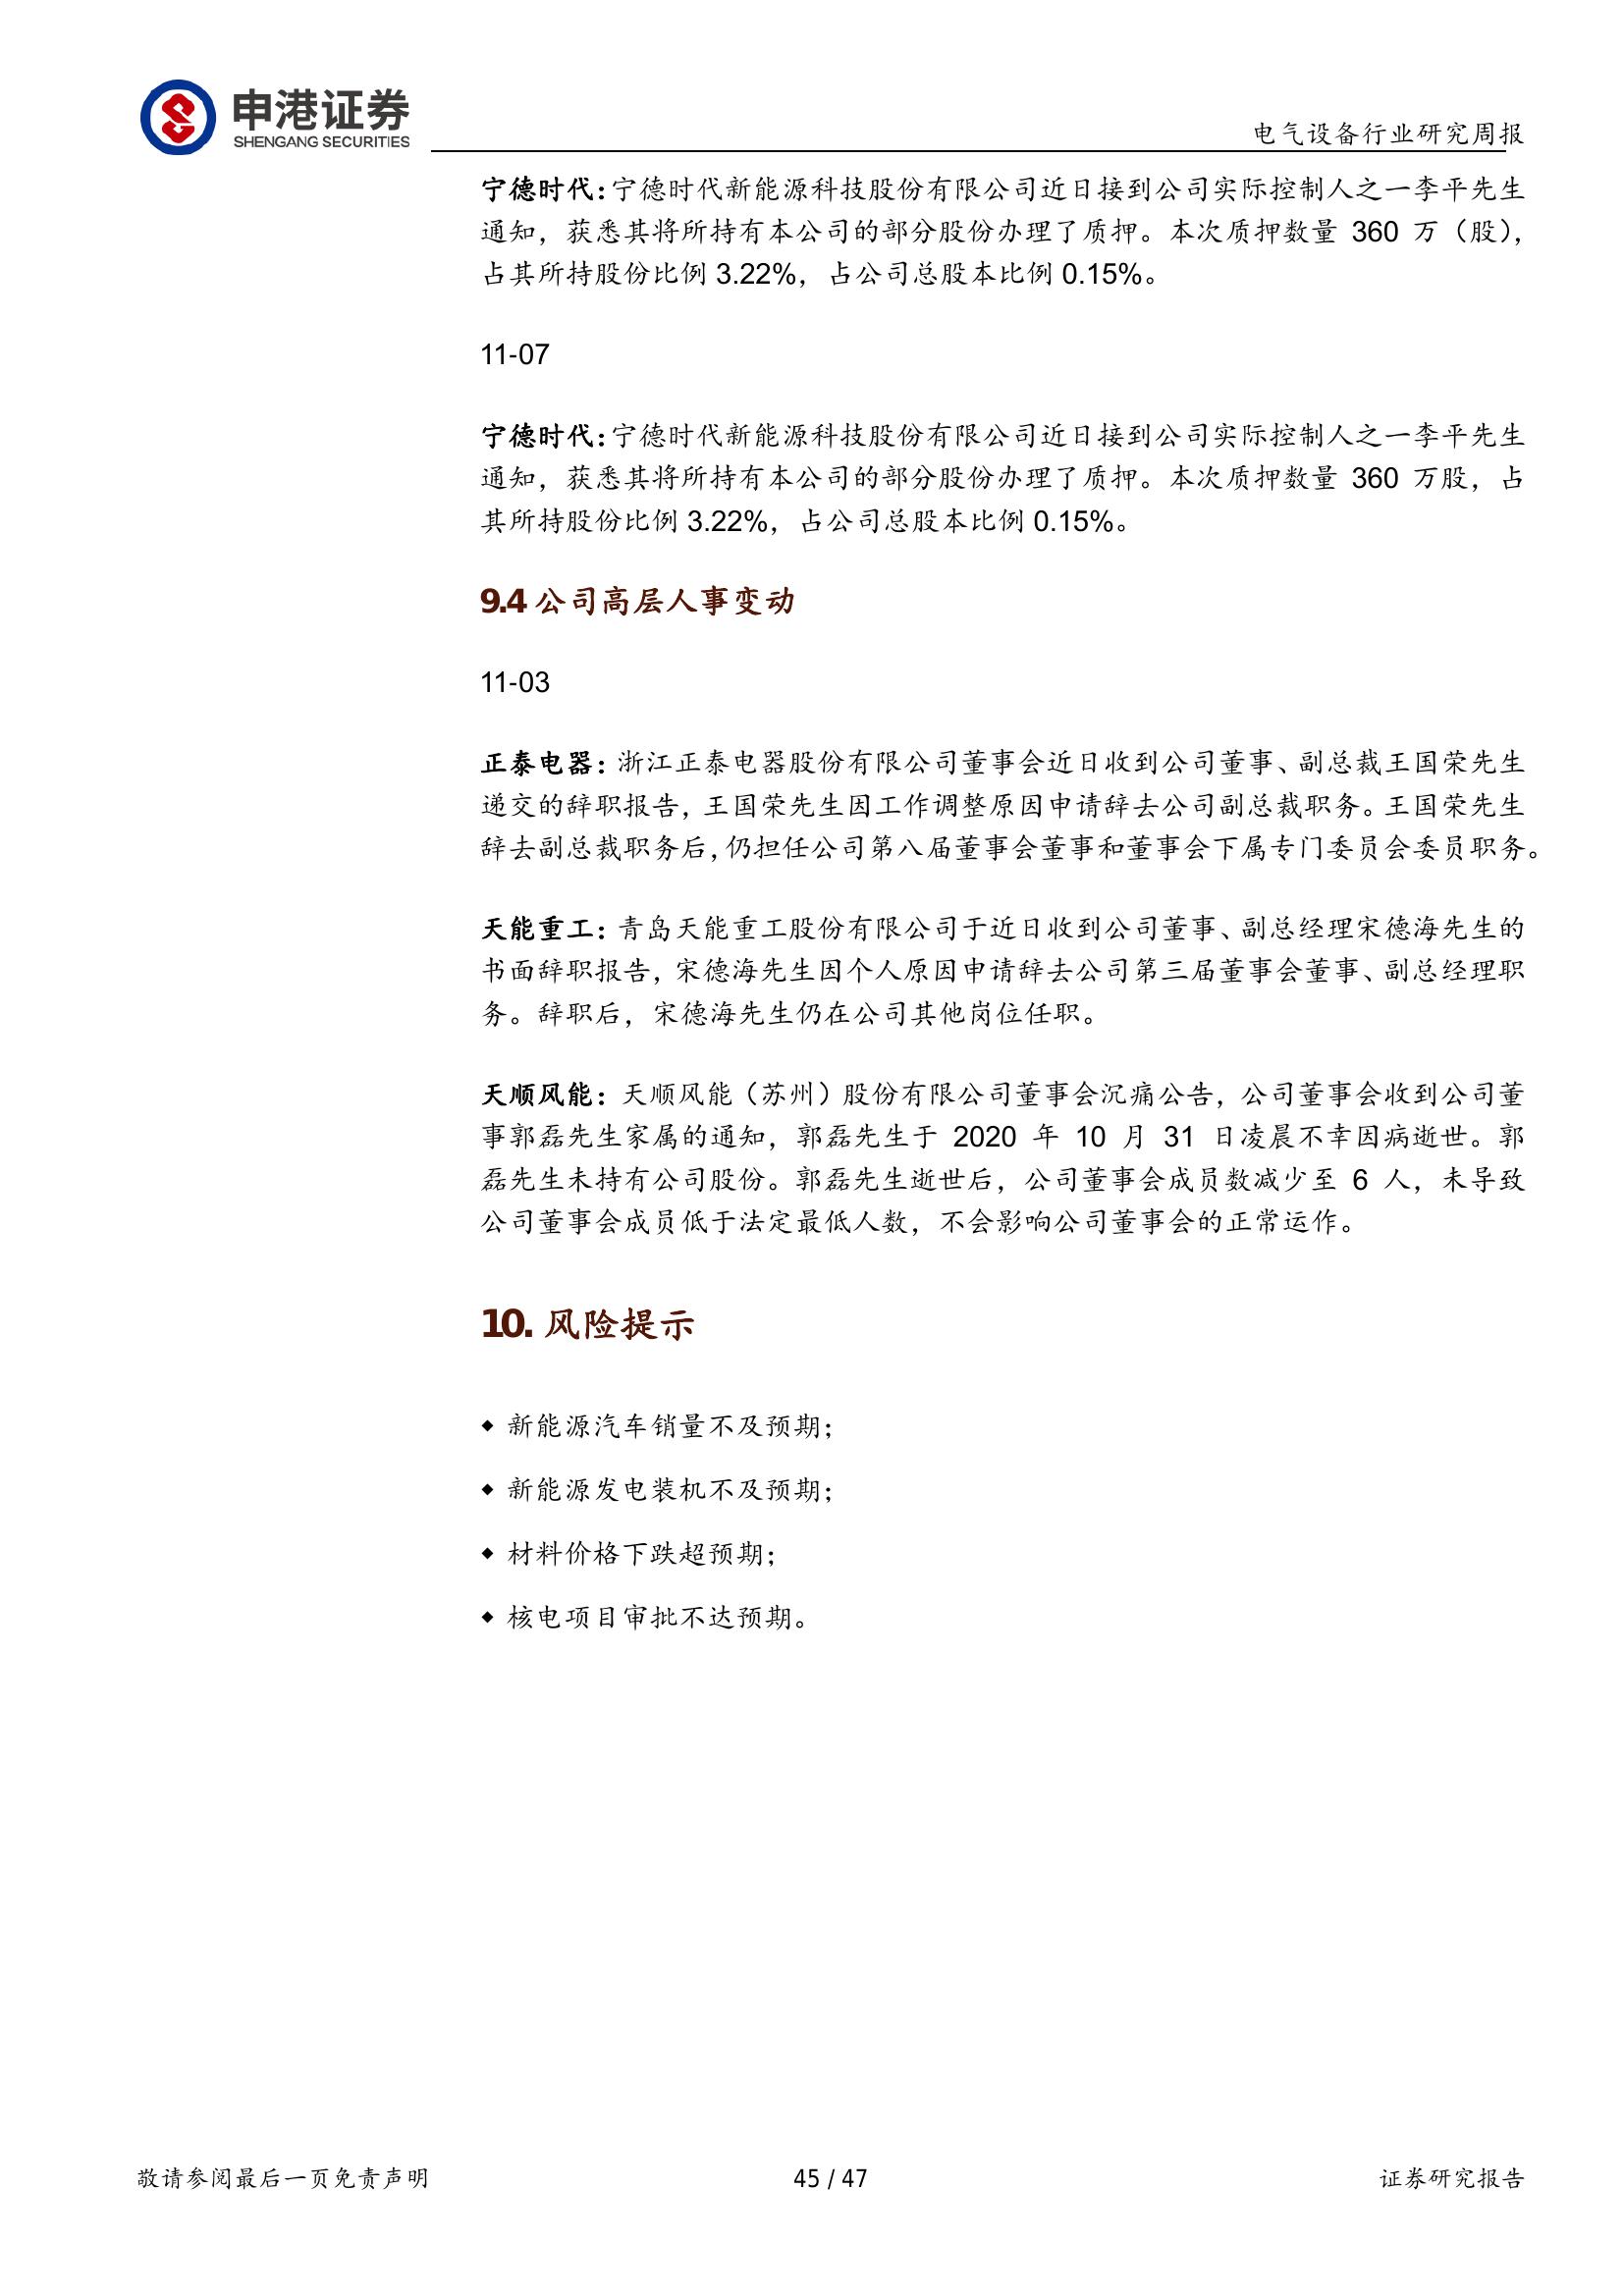 申港证券
SHENGANG SECURITIES
电气设备行业研究周报
宁德时代：宁德时代新能源科技股份有限公司近日接到公司实际控制人之一李平先生
通知，获悉其将所持有本公司的部分股份办理了质押。本次质押数量 360 万（股），
占其所持股份比例 3.22%，占公司总股本比例 0.15%。
11-07
宁德时代：宁德时代新能源科技股份有限公司近日接到公司实际控制人之一李平先生
通知，获悉其将所持有本公司的部分股份办理了质押。本次质押数量 360 万股，占
其所持股份比例 3.22%，占公司总股本比例 0.15%。
9.4 公司高层人事变动
11-03
正泰电器：浙江正泰电器股份有限公司董事会近日收到公司董事、副总裁王国荣先生
递交的辞职报告，王国荣先生因工作调整原因申请辞去公司副总裁职务。王国荣先生
辞去副总裁职务后，仍担任公司第八届董事会董事和董事会下属专门委员会委员职务。
天能重工：青岛天能重工股份有限公司于近日收到公司董事、副总经理宋德海先生的
书面辞职报告，宋德海先生因个人原因申请辞去公司第三届董事会董事、副总经理职
务。辞职后，宋德海先生仍在公司其他岗位任职。
天顺风能：天顺风能（苏州）股份有限公司董事会沉痛公告，公司董事会收到公司董
事郭磊先生家属的通知，郭磊先生于 2020 年 10 月 31 日凌晨不幸因病逝世。郭
磊先生未持有公司股份。郭磊先生逝世后，公司董事会成员数减少至 6 人，未导致
公司董事会成员低于法定最低人数，不会影响公司董事会的正常运作。
10. 风险提示
◆ 新能源汽车销量不及预期；
◆ 新能源发电装机不及预期；
◆ 材料价格下跌超预期；
◆ 核电项目审批不达预期。
敬请参阅最后一页免责声明
45 / 47
证券研究报告